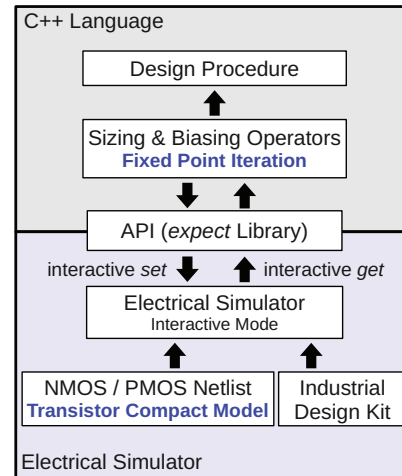 C++ Language
Design Procedure
Sizing & Biasing Operators
Fixed Point Iteration
API (expect Library)
interactive set
interactive get
Electrical Simulator
Interactive Mode
NMOS / PMOS Netlist
Transistor Compact Model
Industrial
Design Kit
Electrical Simulator